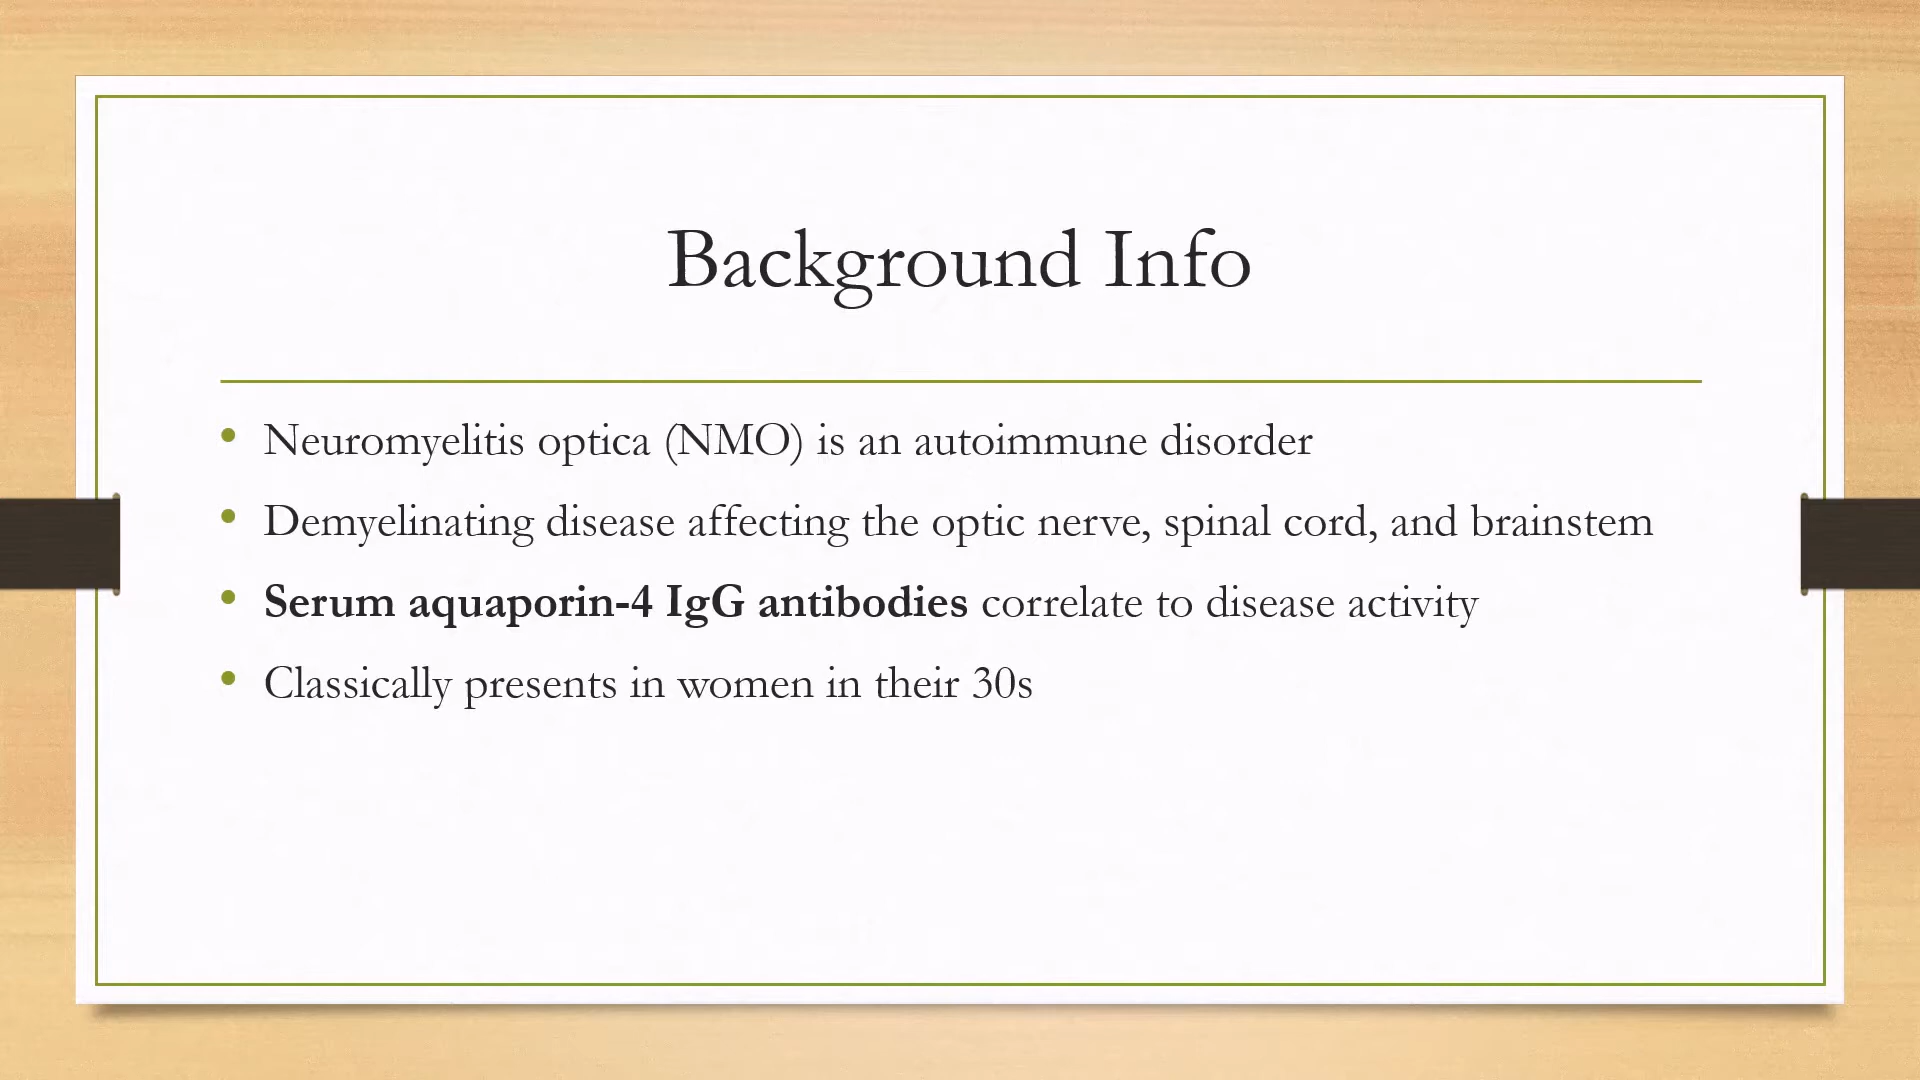 Background Info
• Neuromyelitis optica (NMO) is an autoimmune disorder
• Demyelinating disease affecting the optic nerve, spinal cord, and brainstem
• Serum aquaporin-4 IgG antibodies correlate to disease activity
• Classically presents in women in their 30s